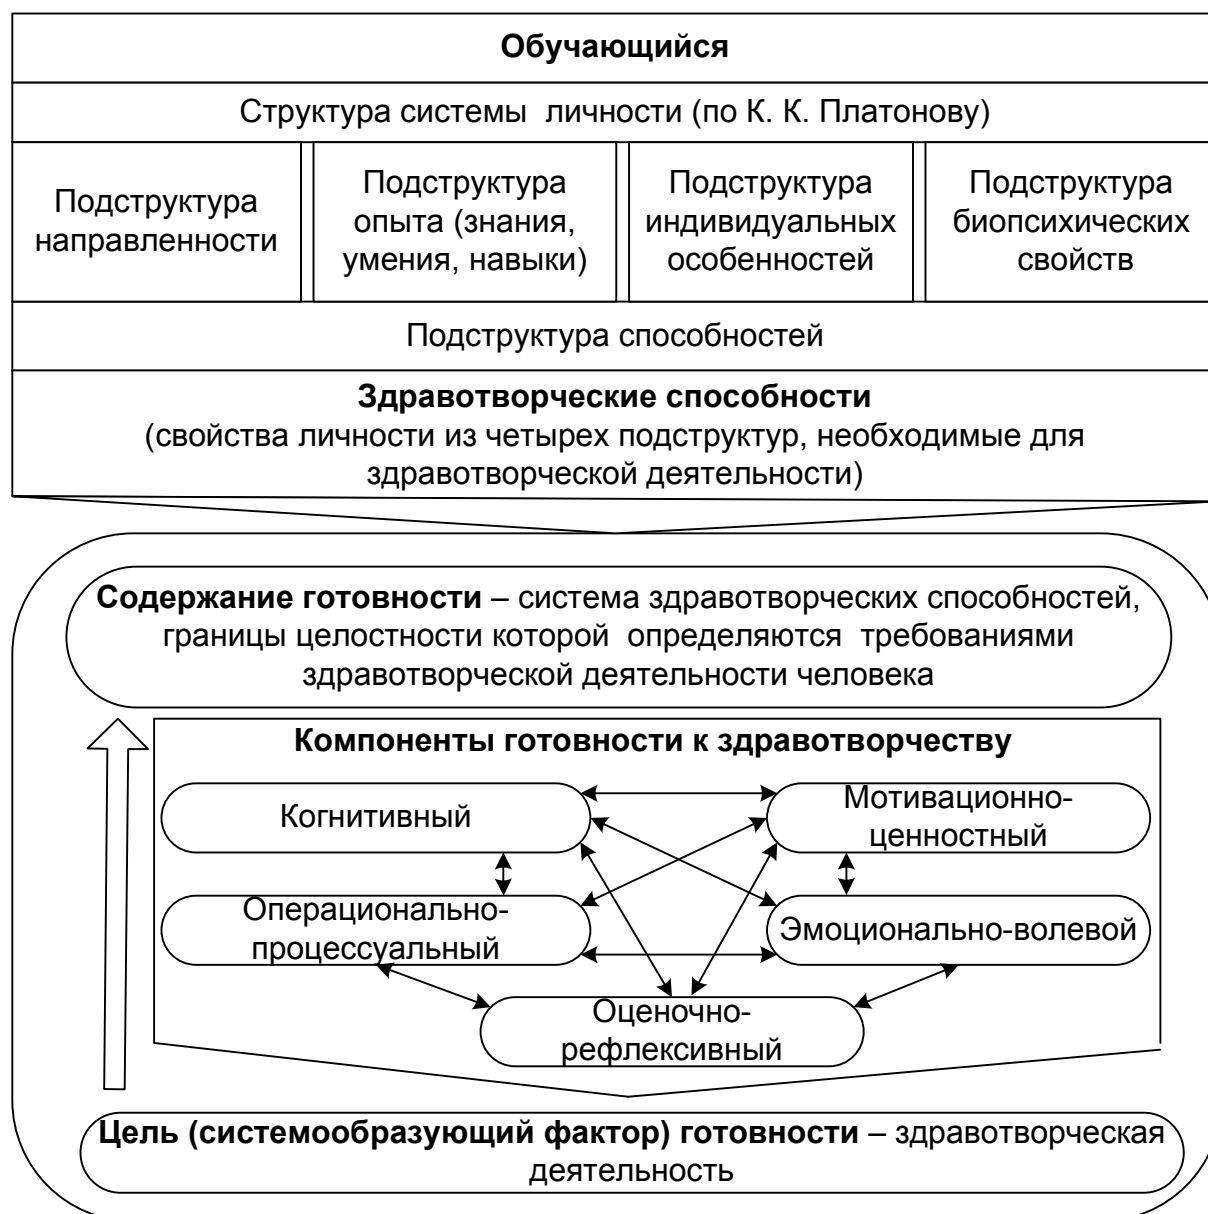 Обучающийся
Структура системы личности (по К. К. Платонову)
Подструктура
направленности
Подструктура
опыта (знания,
умения, навыки)
Подструктура
индивидуальных
особенностей
Подструктура
биопсихических
свойств
Подструктура способностей
Здравотворческие способности
(свойства личности из четырех подструктур, необходимые для
здравотворческой деятельности)
Содержание готовности – система здравотворческих способностей,
границы целостности которой определяются требованиями
здравотворческой деятельности человека
Компоненты готовности к здравотворчеству
Когнитивный
Мотивационно-
ценностный
Операционально-
процессуальный
Эмоционально-волевой
Оценочно-
рефлексивный
Цель (системообразующий фактор) готовности – здравотворческая
деятельность